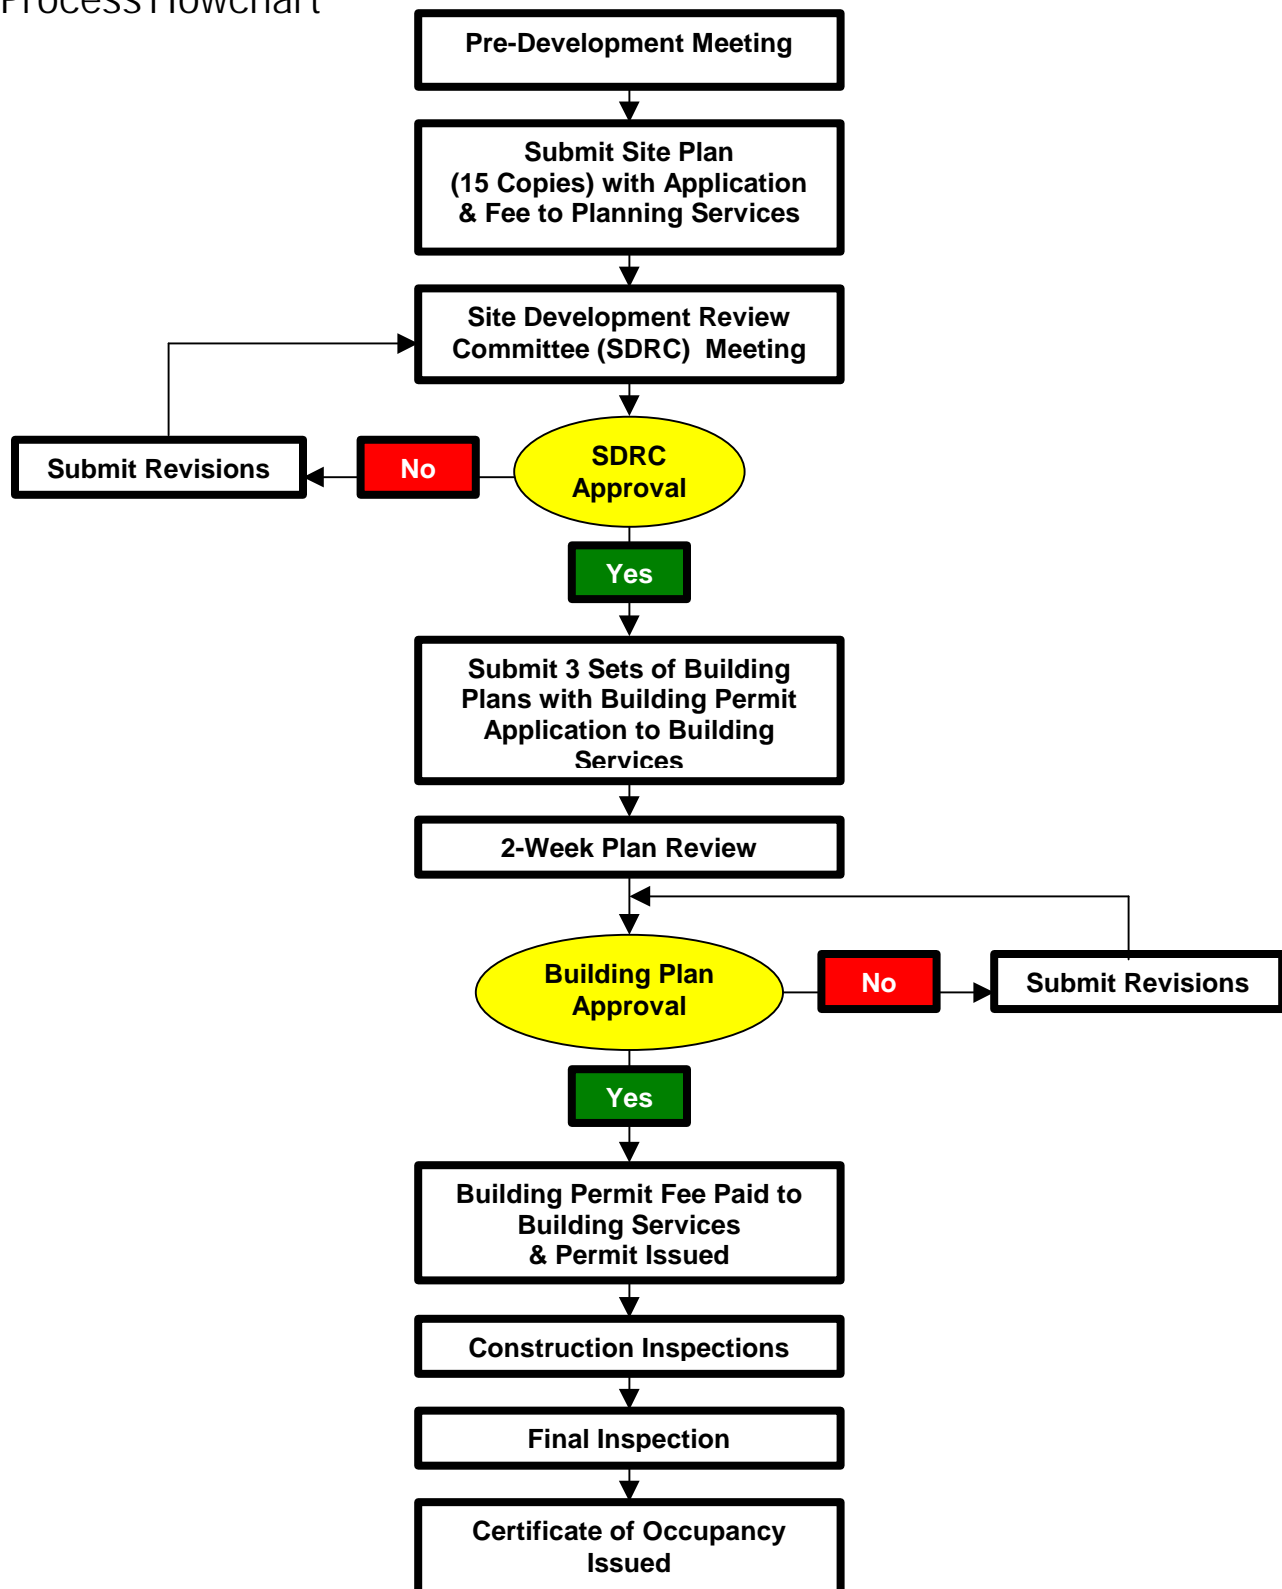 Process Flowchart
Pre-Development Meeting
Submit Site Plan
(15 Copies) with Application
& Fee to Planning Services
Site Development Review
Committee (SDRC) Meeting
SDRC
Approval
No
Submit Revisions
Yes
Submit 3 Sets of Building
Plans with Building Permit
Application to Building
Services
2-Week Plan Review
Building Plan
Approval
No
Submit Revisions
Yes
Building Permit Fee Paid to
Building Services
& Permit Issued
Construction Inspections
Final Inspection
Certificate of Occupancy
Issued